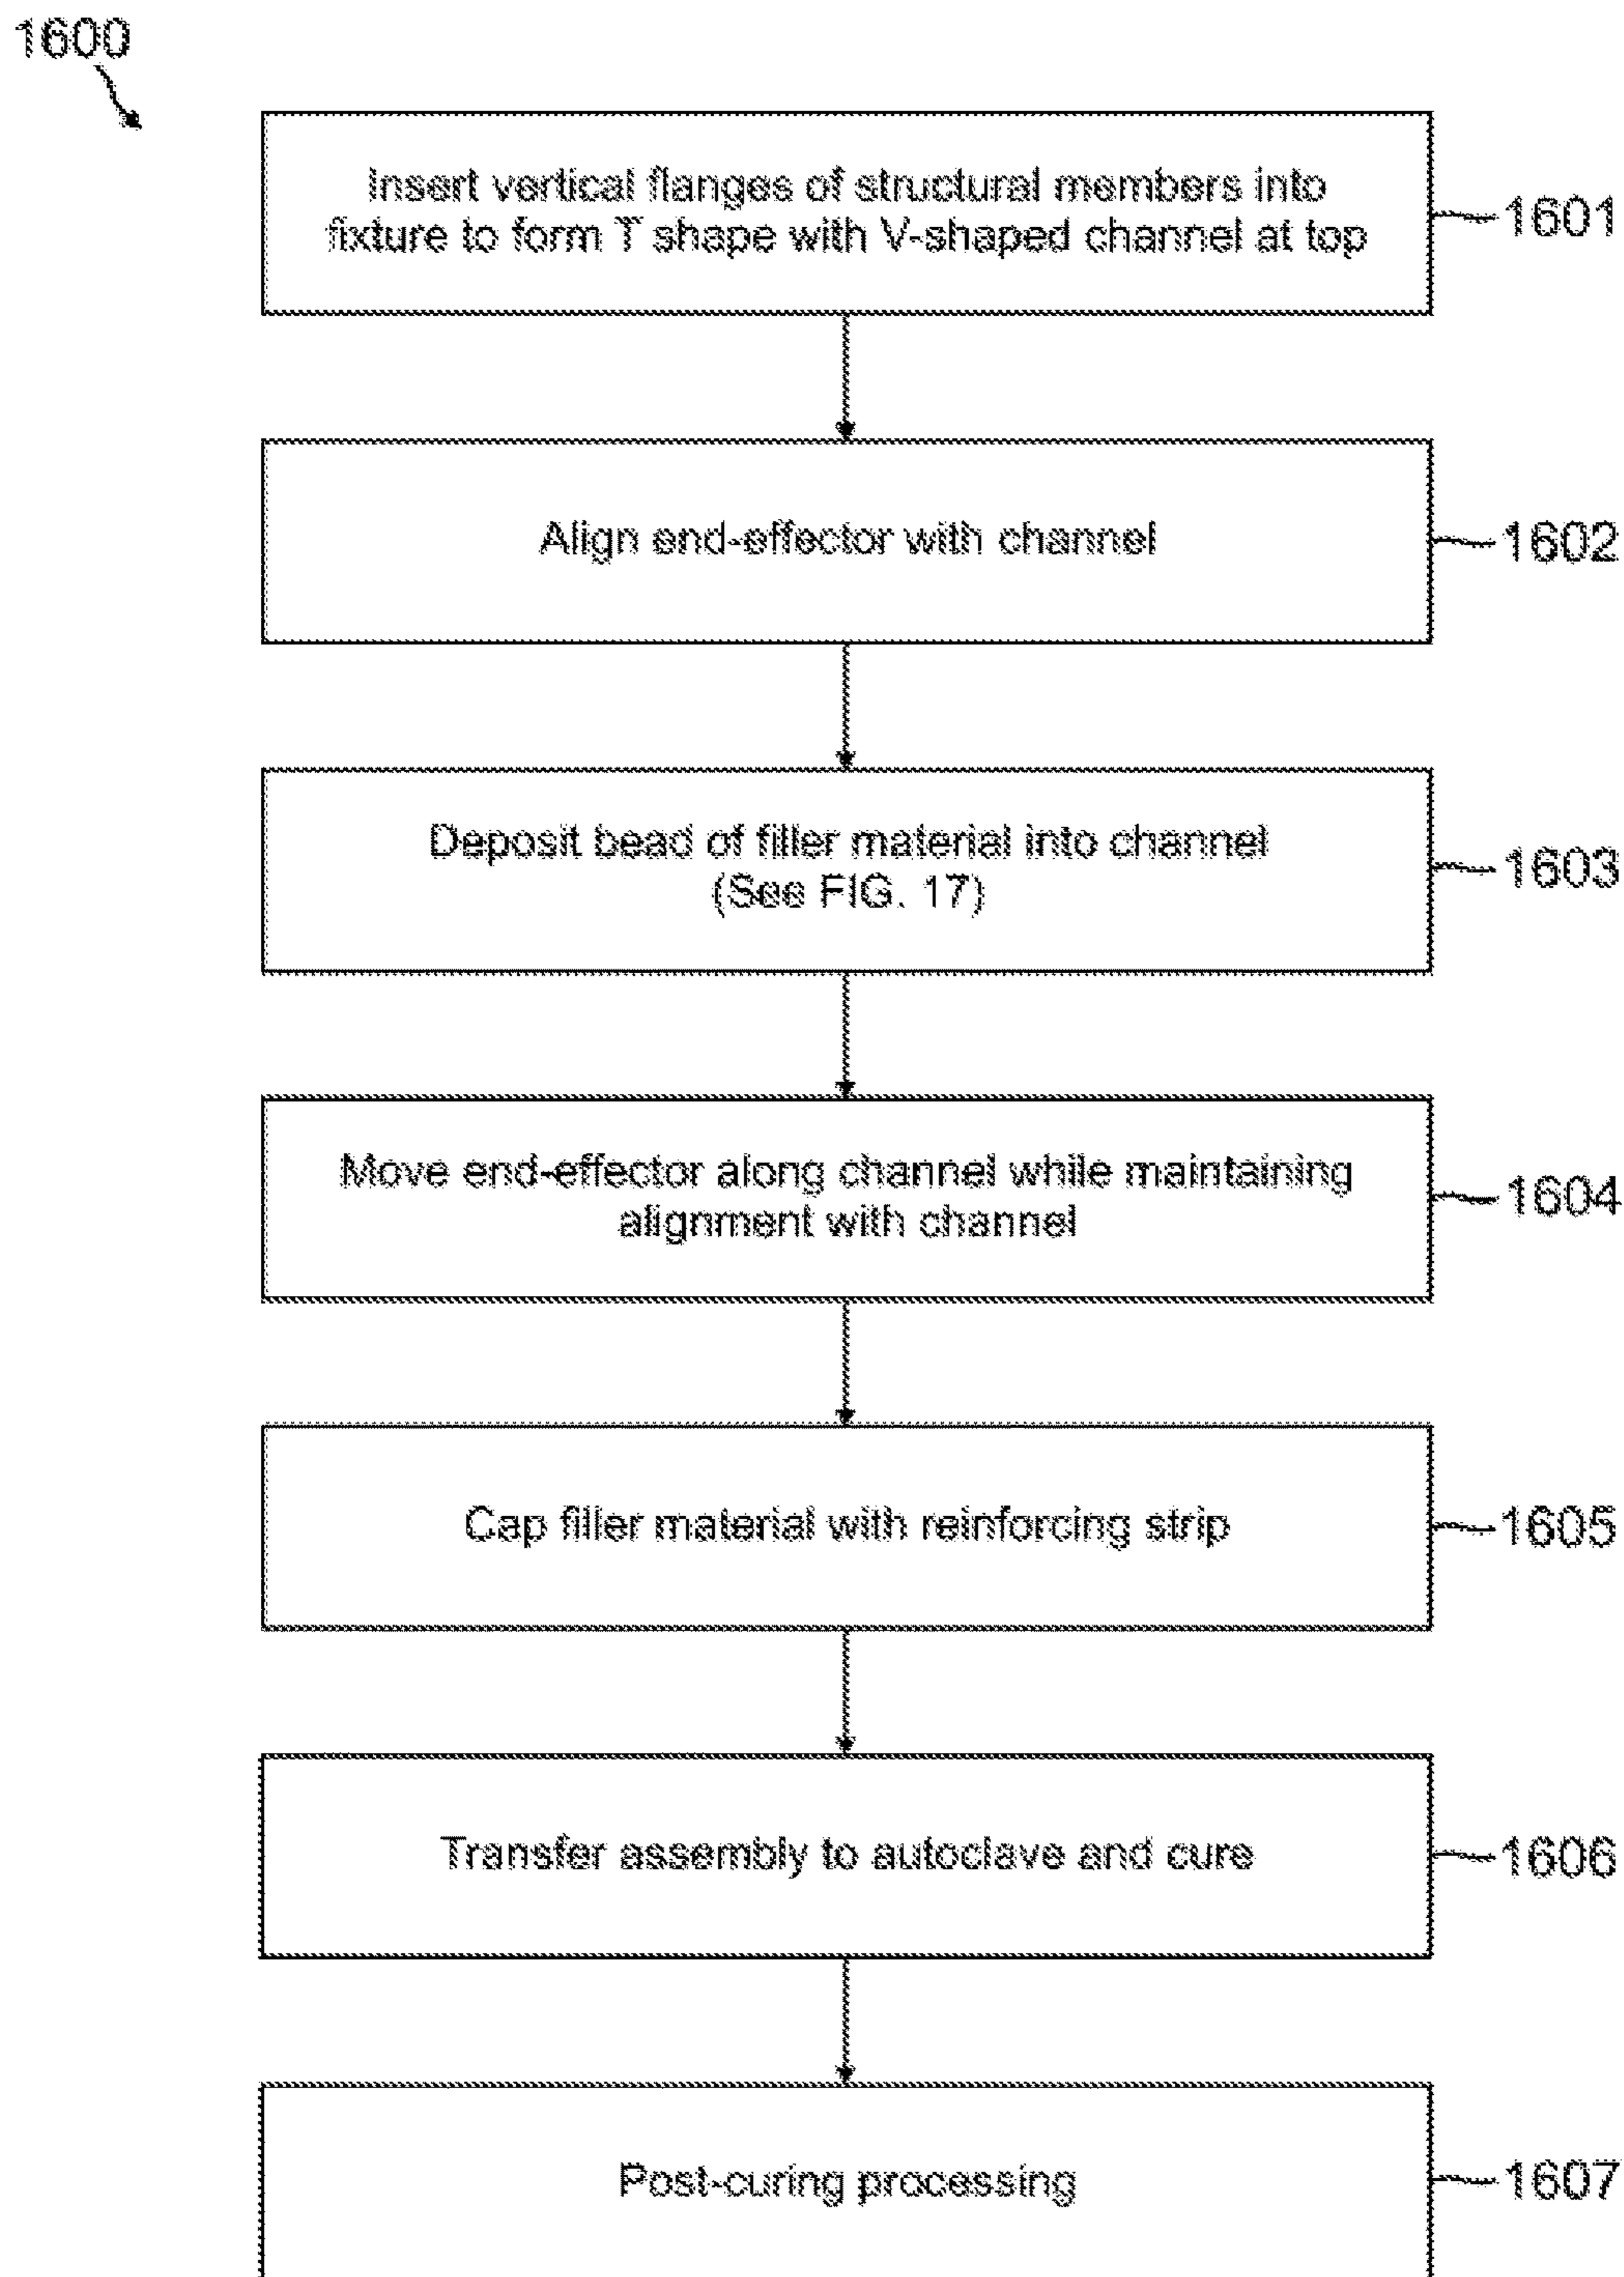 1600
Insert vertical flanges of structural members into
fixture to form T shape with V-shaped channel at top
1601
Align end-effector with channel
1602
Deposit bead of filler material into channel
(See FIG. 17)
1603
Move end-effector along channel while maintaining
alignment with channel
1604
Cap filler material with reinforcing strip
1605
Transfer assembly to autoclave and cure
1606
Post-curing processing
1607